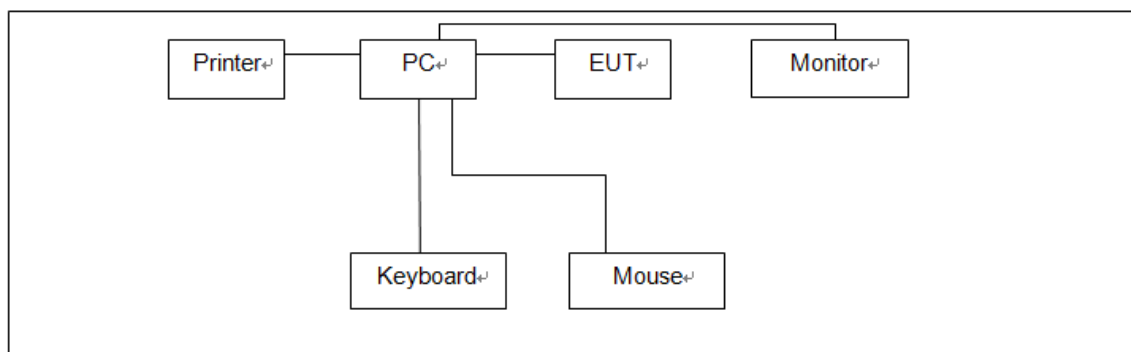 Printer
PC
EUT
Monitor
Keyboard
Mouse